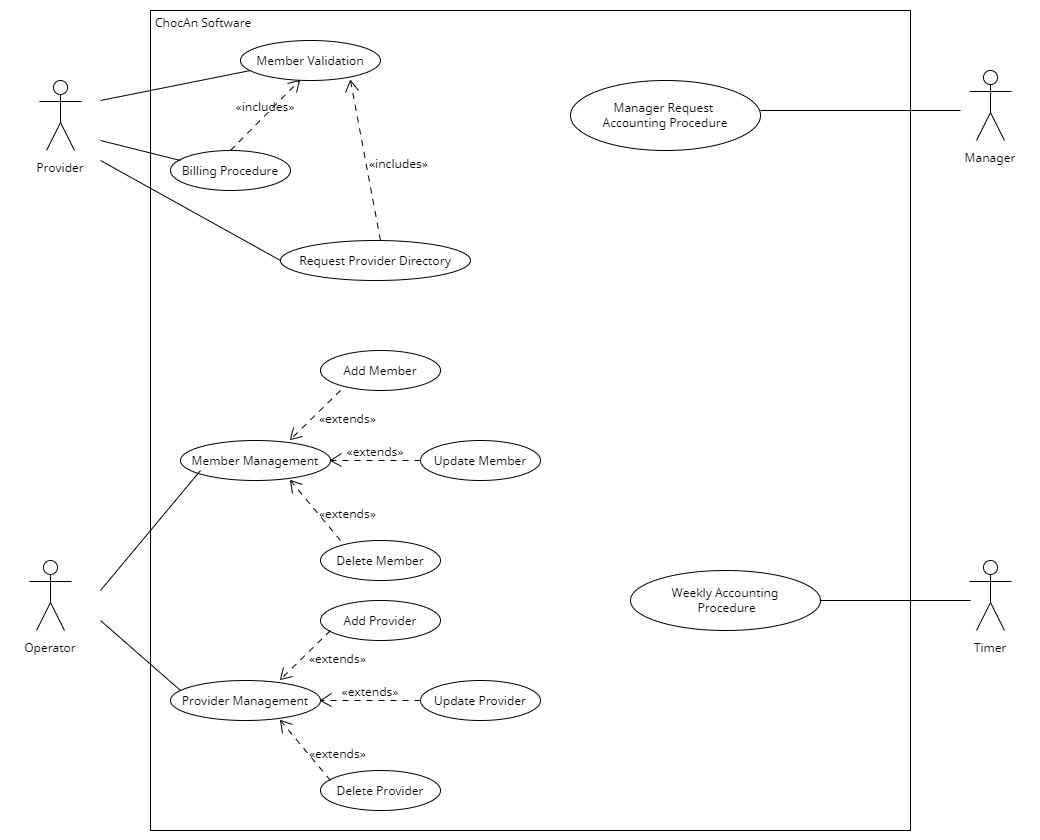 ChocAn Software
Member Validation
«includes»
Manager Request
Accounting Procedure
Provider
Manager
Billing Procedure
«includes»
Request Provider Directory
Add Member
«extends»
Member Management
«extends»
Update Member
«extends»
Delete Member
Weekly Accounting
Procedure
Add Provider
Operator
Timer
«extends»
Provider Management
«extends»
Update Provider
«extends»
Delete Provider